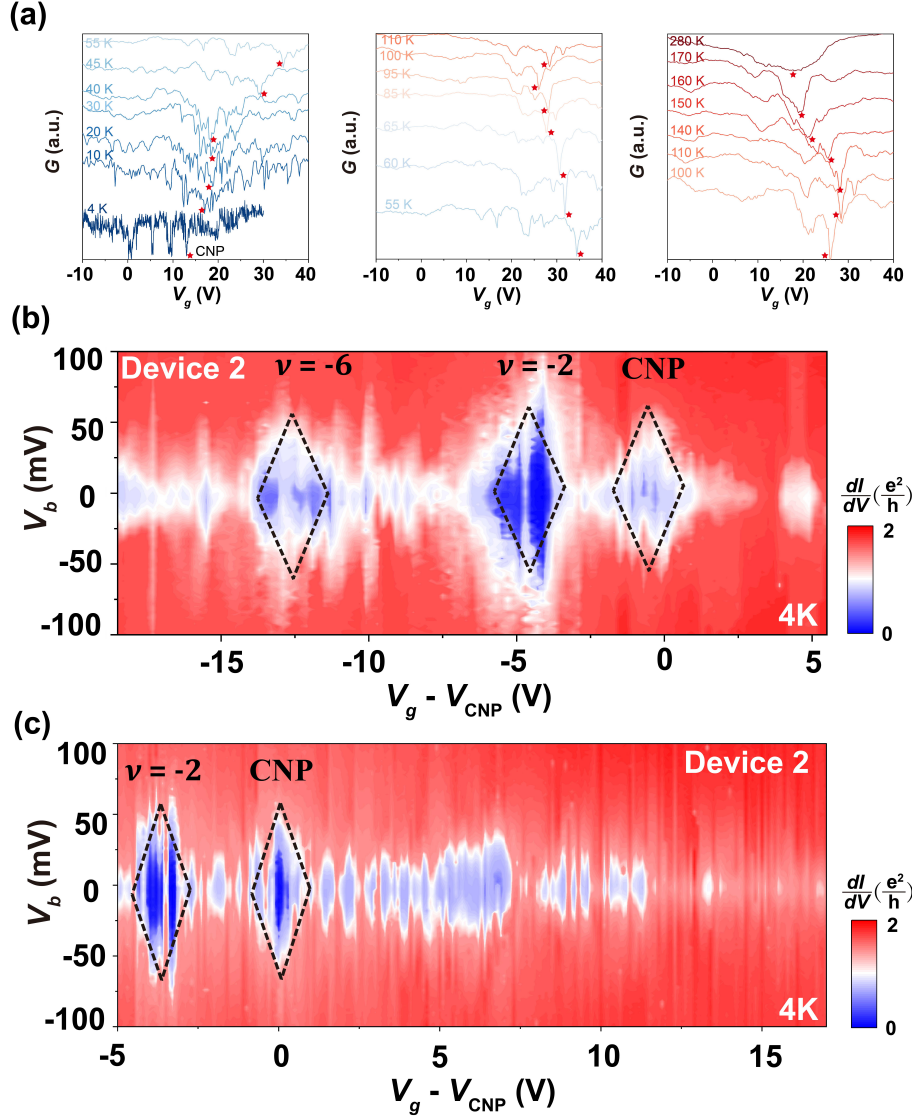 (a)
55 K
45 K
40 K
30 K
20 K
10 K
4 K
CNP
G (a.u.)
-10 0 10 20 30 40
Vg (V)
110 K
100 K
95 K
85 K
65 K
60 K
55 K
G (a.u.)
-10 0 10 20 30 40
Vg (V)
280 K
170 K
160 K
150 K
140 K
110 K
100 K
G (a.u.)
-10 0 10 20 30 40
Vg (V)
(b)
Device 2
ν = -6
ν = -2
CNP
100
50
0
-50
-100
Vb (mV)
4K
-15 -10 -5 0 5
Vg - VCNP (V)
dI/dV (e²/h)
2
0
(c)
ν = -2
CNP
Device 2
100
50
0
-50
-100
Vb (mV)
4K
-5 0 5 10 15
Vg - VCNP (V)
dI/dV (e²/h)
2
0